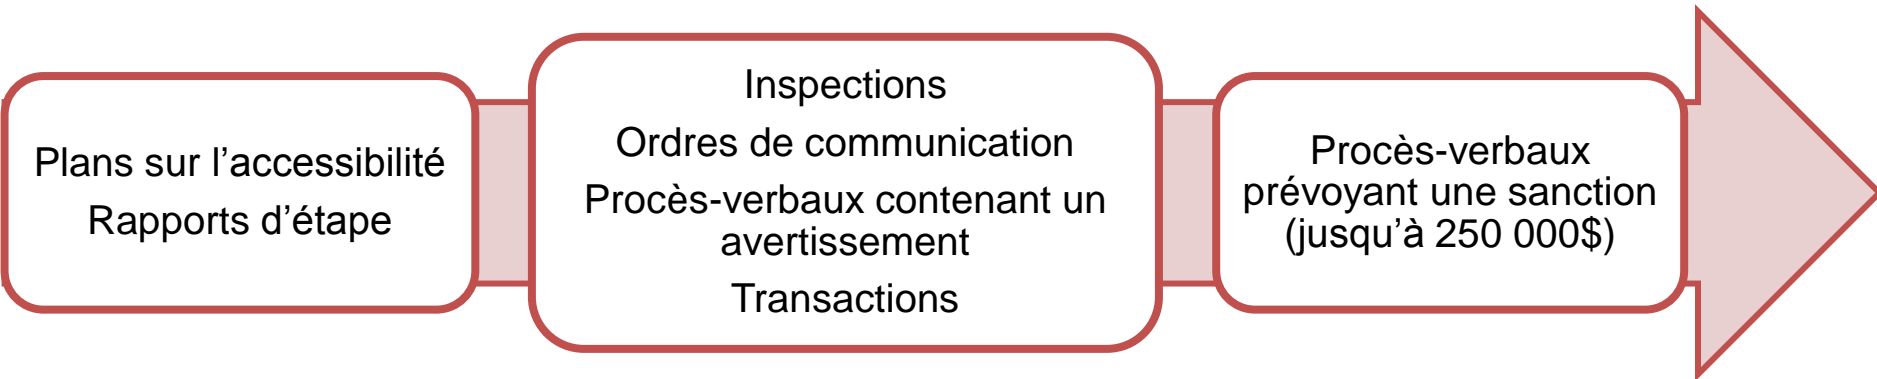 Plans sur l’accessibilité
Rapports d’étape
Inspections
Ordres de communication
Procès-verbaux contenant un
avertissement
Transactions
Procès-verbaux
prévoyant une sanction
(jusqu’à 250 000$)